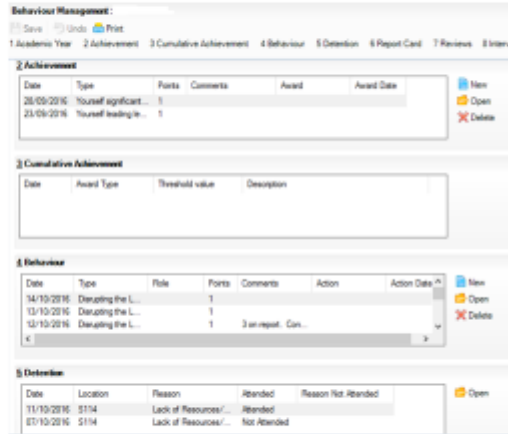 Behaviour Management :
Save Undo Print
1 Academic Year 2 Achievement 3 Cumulative Achievement 4 Behaviour 5 Detention 6 Report Card 7 Reviews 8 Interv
2 Achievement
Date Type Points Comments Award Award Date
28/09/2016 Yourself significant... 1
23/09/2016 Yourself leading le... 1
New
Open
Delete
3 Cumulative Achievement
Date Award Type Threshold value Description
4 Behaviour
Date Type Role Points Comments Action Action Date
14/10/2016 Disrupting the L... 1
13/10/2016 Disrupting the L... 1
12/10/2016 Disrupting the L... 1 3 on report. Con...
New
Open
Delete
5 Detention
Date Location Reason Attended Reason Not Attended
11/10/2016 S114 Lack of Resources/... Attended
07/10/2016 S114 Lack of Resources/... Not Attended
Open